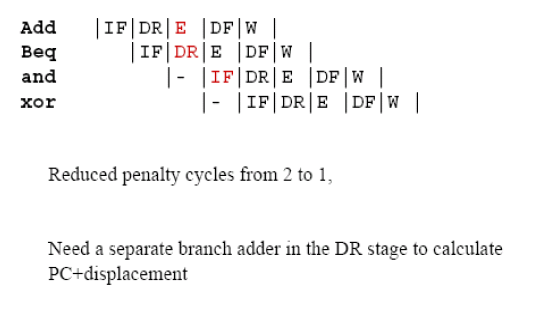 Add |IF|DR|E |DF|W |
Beq |IF|DR|E |DF|W |
and |- |IF|DR|E |DF|W |
xor |- |IF|DR|E |DF|W |
Reduced penalty cycles from 2 to 1,
Need a separate branch adder in the DR stage to calculate
PC+displacement